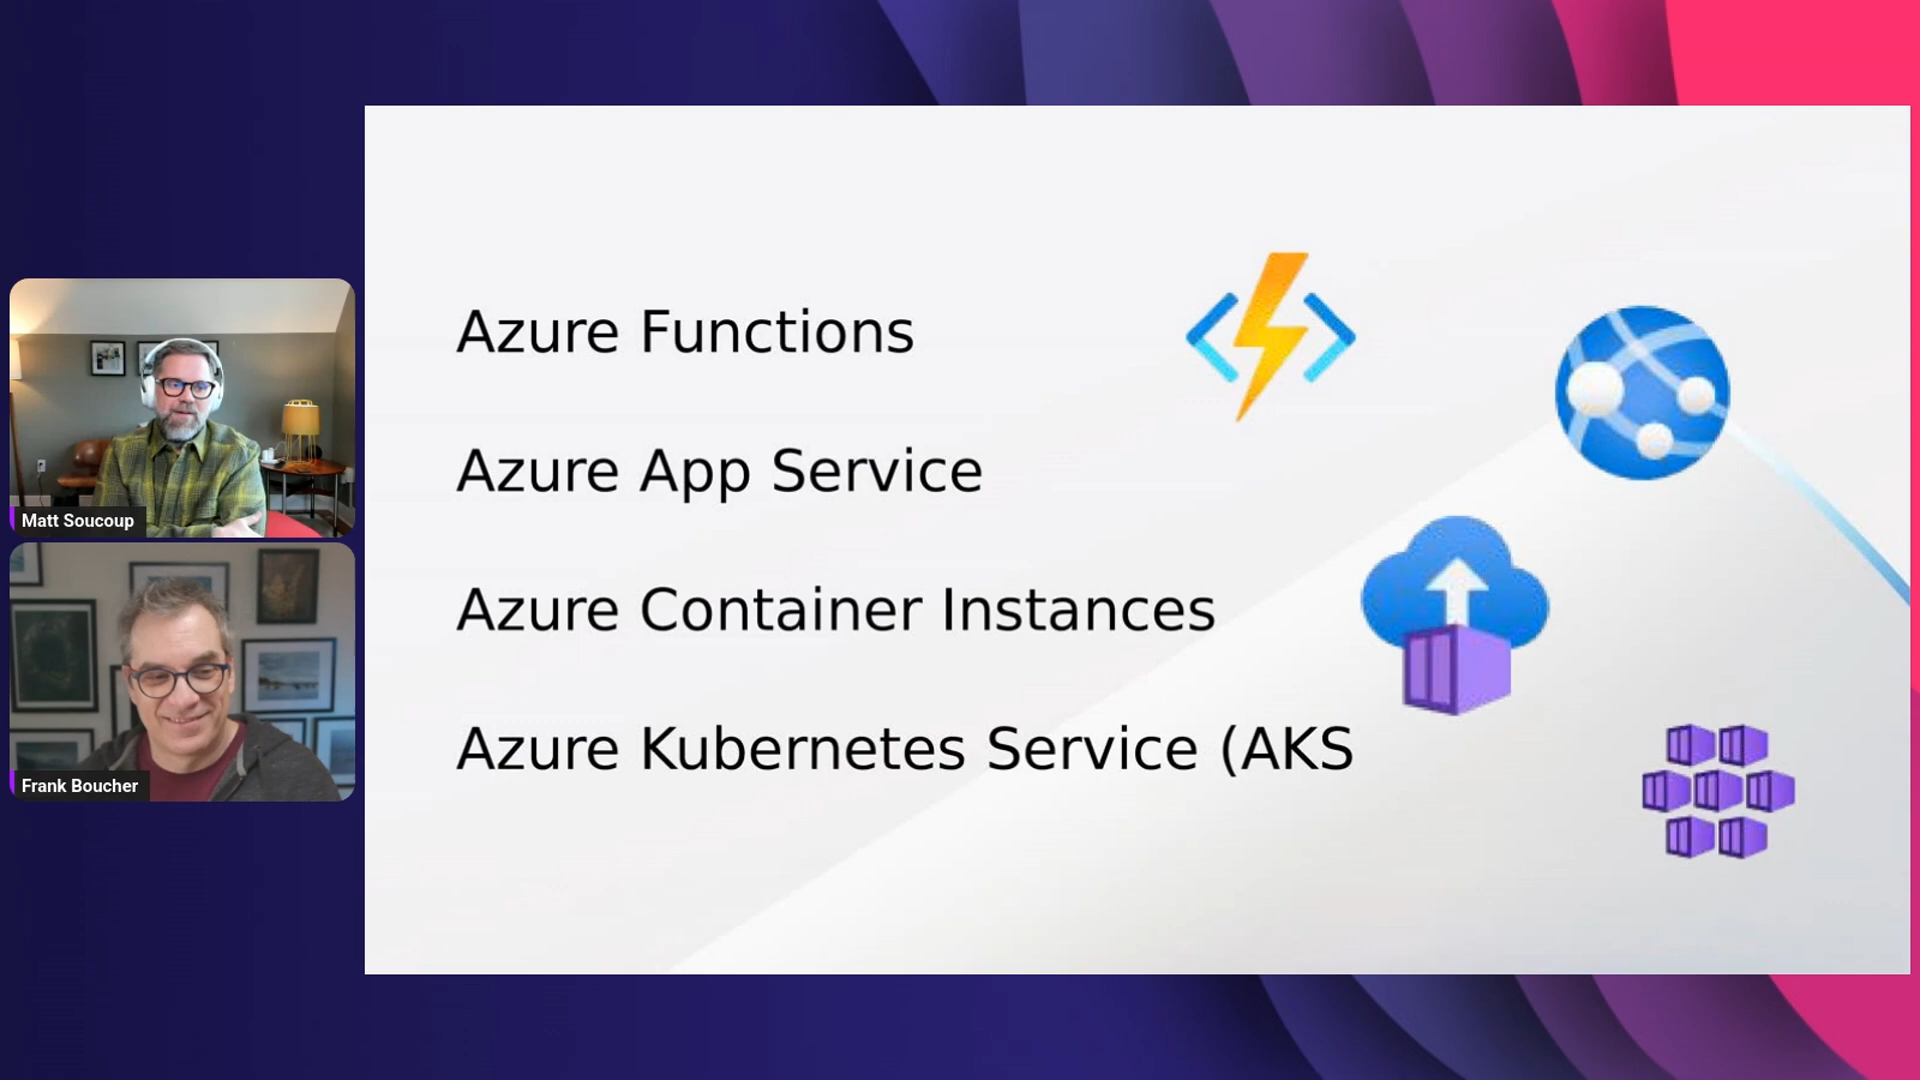 Azure Functions
Azure App Service
Azure Container Instances
Azure Kubernetes Service (AKS
Matt Soucoup
Frank Boucher